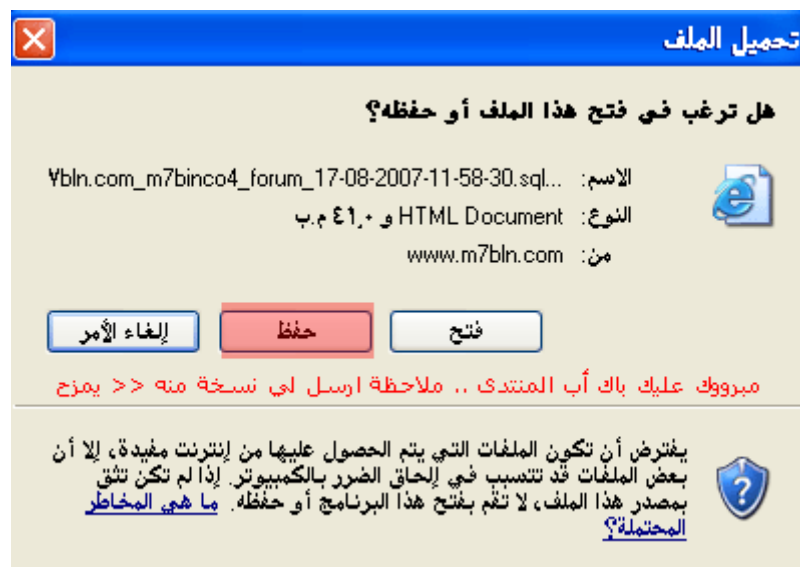 تحميل الملف
هل ترغب في فتح هذا الملف أو حفظه؟
الاسم: ٧bln.com_m7binco4_forum_17-08-2007-11-58-30.sql...
النوع: HTML Document و ٤٦,٠ م.ب
من: www.m7bln.com
فتح حفظ إلغاء الأمر
مبرووك عليك باك أب المنتدى .. ملاحظة ارسل لي نسخة منه << يمزح
يفترض أن تكون الملفات التي يتم الحصول عليها من إنترنت مفيدة، إلا أن
بعض الملفات قد تتسبب في إلحاق الضرر بالكمبيوتر. إذا لم تكن تثق
بمصدر هذا الملف، لا تقم بفتح هذا البرنامج أو حفظه. ما هي المخاطر
المحتملة؟